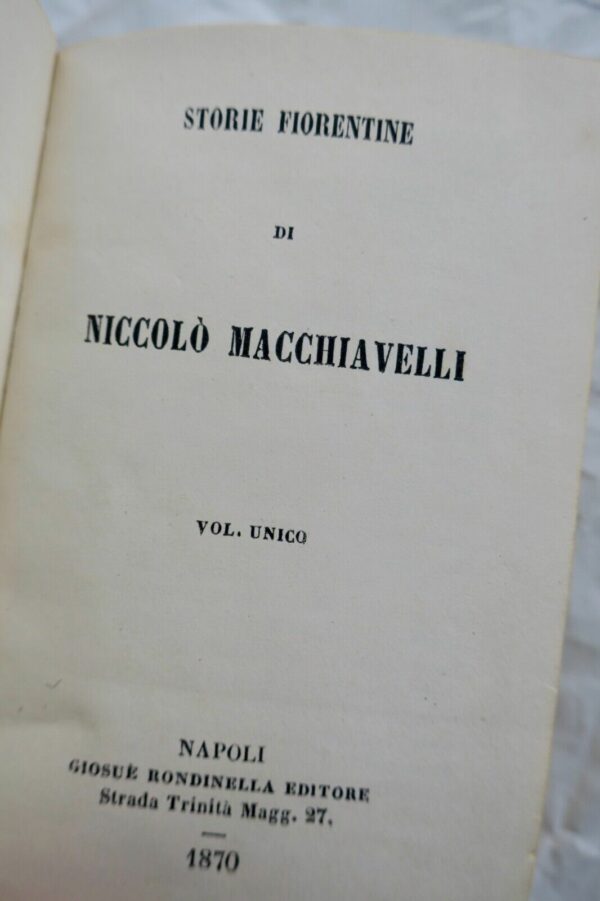 STORIE FIORENTINE
DI
NICCOLÒ MACCHIAVELLI
VOL. UNICO
NAPOLI
GIOSUÈ RONDINELLA EDITORE
Strada Trinità Magg. 27.
1870